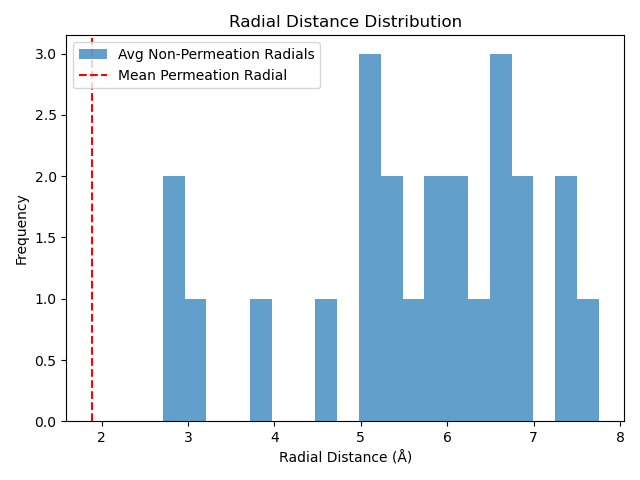 Radial Distance Distribution
Avg Non-Permeation Radials
Mean Permeation Radial
Frequency
3.0
2.5
2.0
1.5
1.0
0.5
0.0
2 3 4 5 6 7 8
Radial Distance (Å)